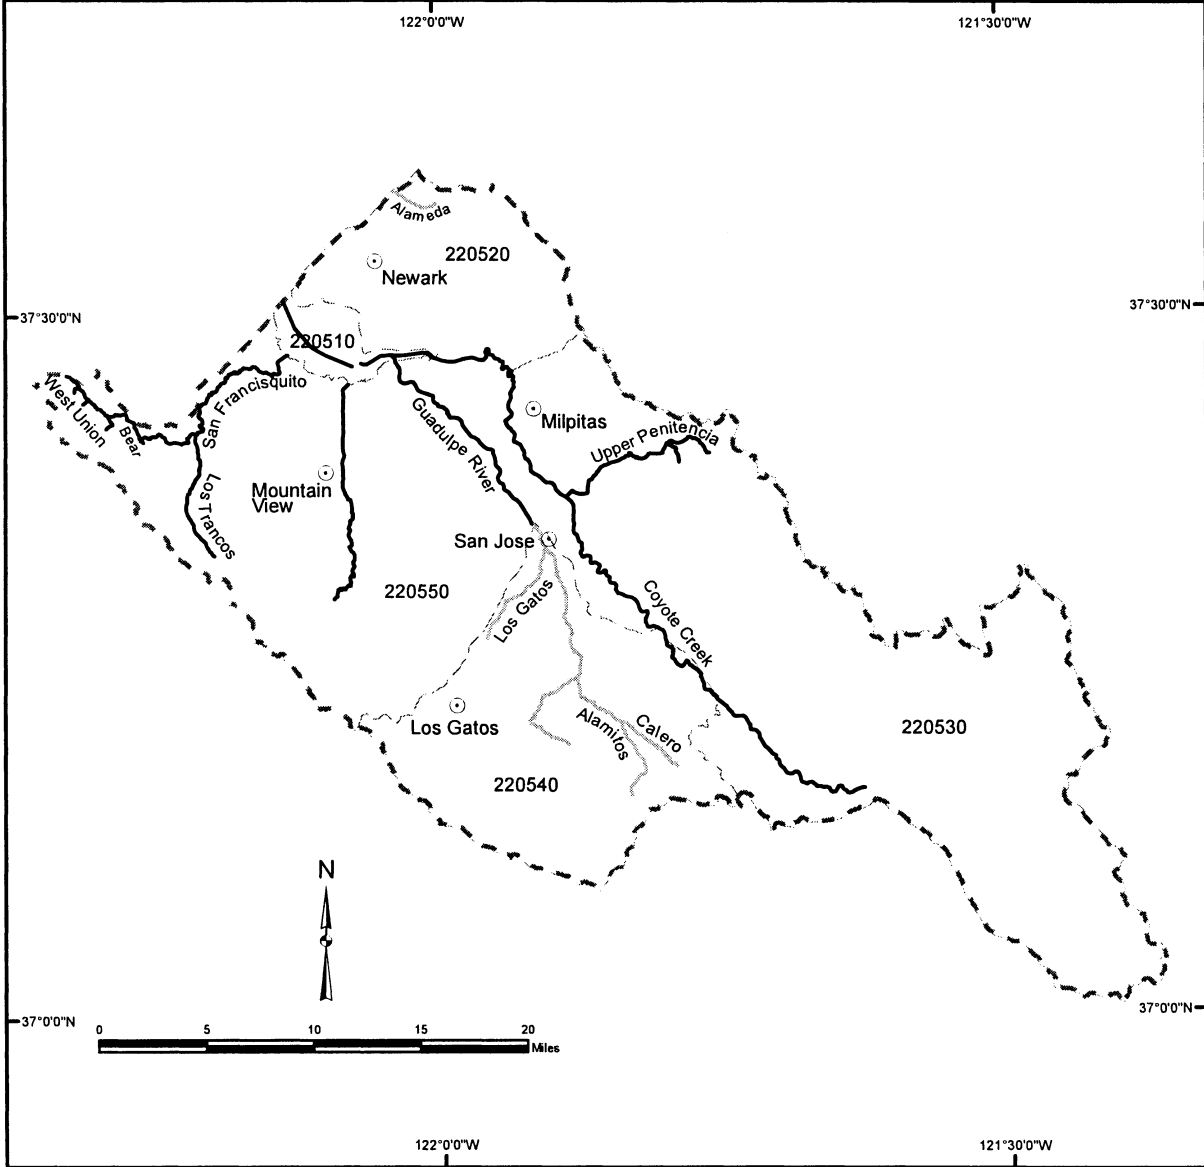 122°0'0"W
121°30'0"W
Alameda
220520
Newark
37°30'0"N
37°30'0"N
220510
San Francisquito
West Union
Bear
Guadulpe River
Milpitas
Upper Penitencia
Los Trancos
Mountain
View
San Jose
220550
Los Gatos
Coyote Creek
Los Gatos
Alamitos
Calero
220530
220540
N
37°0'0"N
37°0'0"N
0 5 10 15 20
Miles
122°0'0"W
121°30'0"W